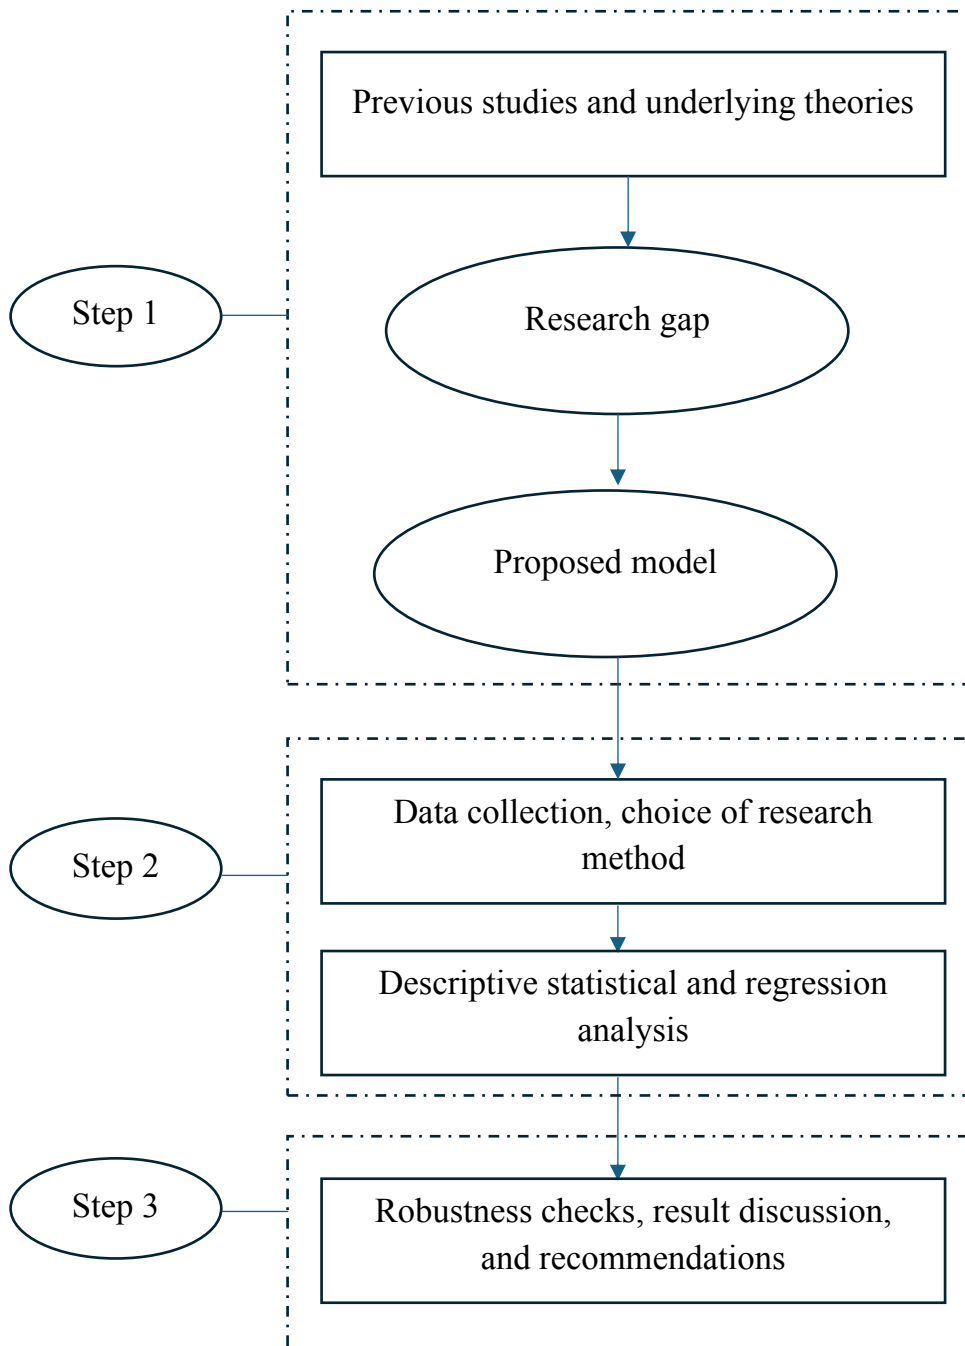 Previous studies and underlying theories
Step 1
Research gap
Proposed model
Data collection, choice of research
method
Step 2
Descriptive statistical and regression
analysis
Step 3
Robustness checks, result discussion,
and recommendations